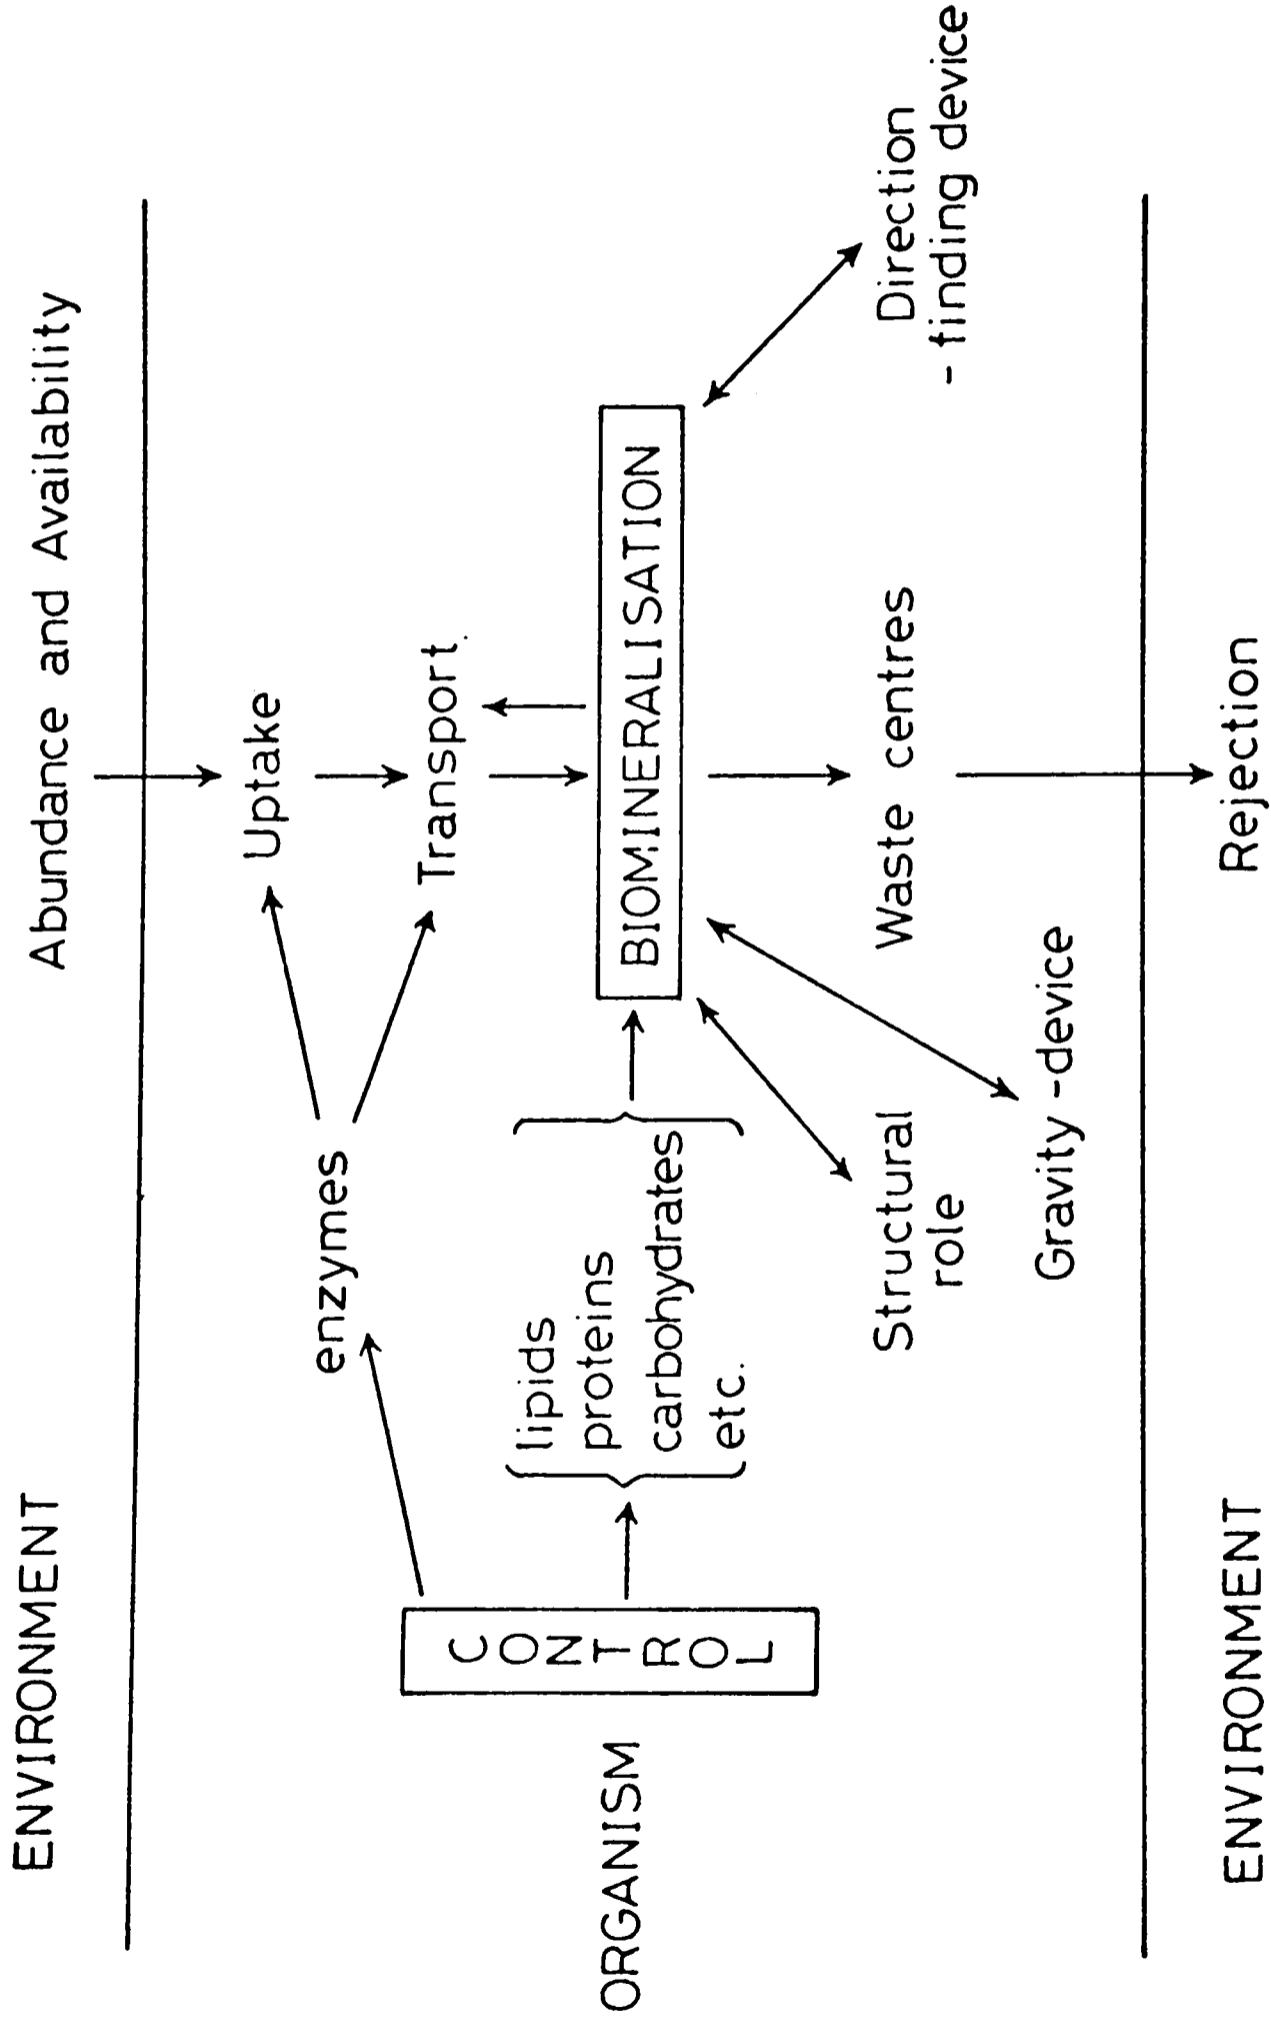 ENVIRONMENT
Abundance and Availability
Uptake
enzymes
Transport
CONTROL
lipids
proteins
carbohydrates
etc.
BIOMINERALISATION
ORGANISM
Structural
role
Waste centres
Direction
- finding device
Gravity - device
ENVIRONMENT
Rejection